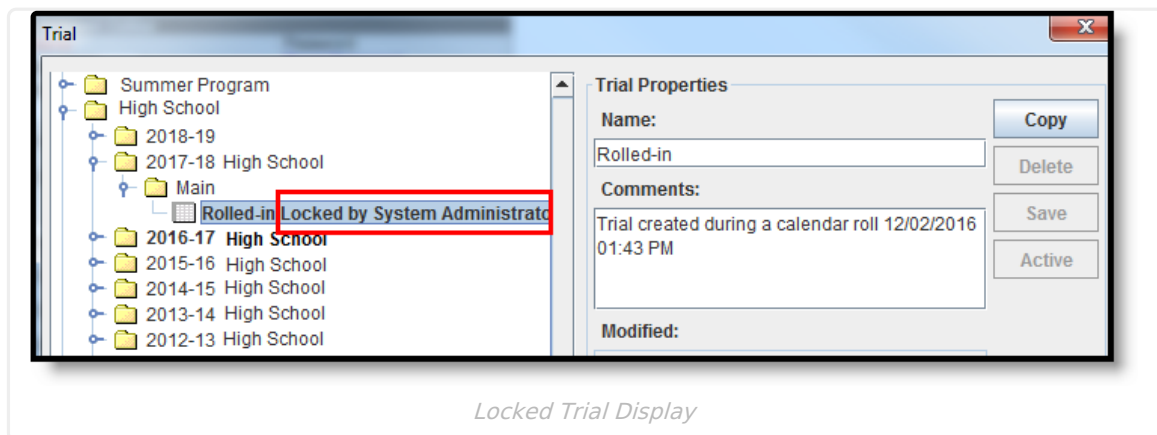 Trial
Summer Program
High School
2018-19
2017-18 High School
Main
Rolled-in Locked by System Administrato
2016-17 High School
2015-16 High School
2014-15 High School
2013-14 High School
2012-13 High School
Trial Properties
Name:
Rolled-in
Comments:
Trial created during a calendar roll 12/02/2016
01:43 PM
Modified:
Copy
Delete
Save
Active
Locked Trial Display